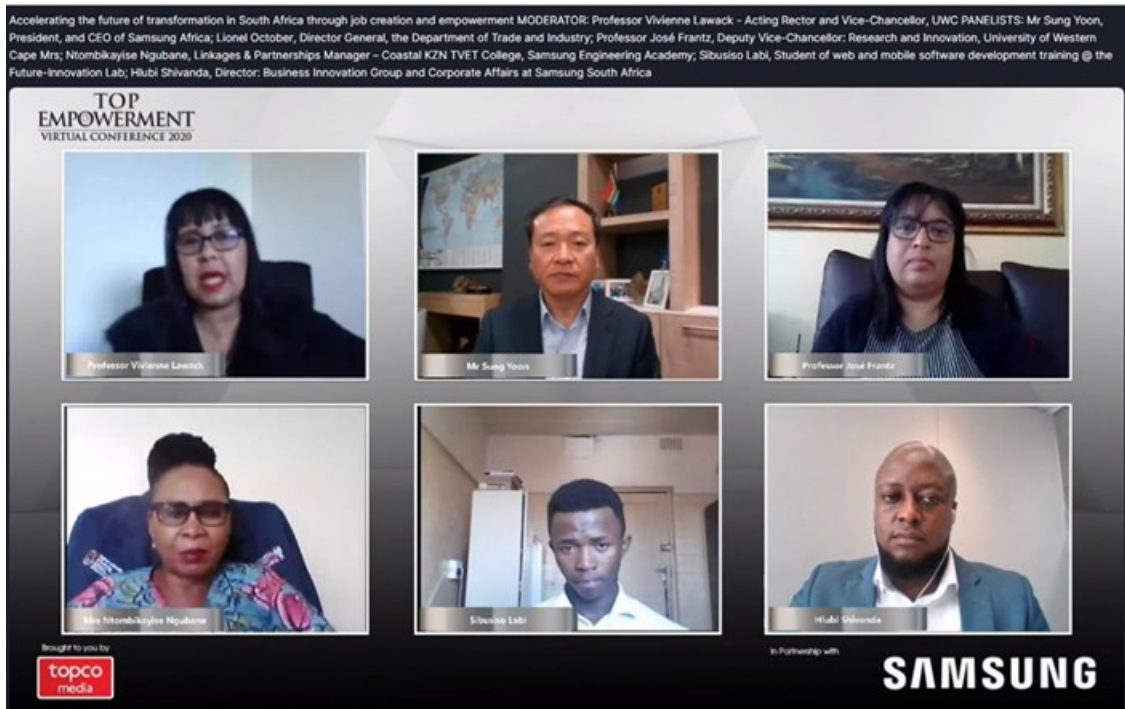 Accelerating the future of transformation in South Africa through job creation and empowerment MODERATOR: Professor Vivienne Lawack - Acting Rector and Vice-Chancellor, UWC PANELISTS: Mr Sung Yoon,
President, and CEO of Samsung Africa; Lionel October, Director General, the Department of Trade and Industry; Professor José Frantz, Deputy Vice-Chancellor: Research and Innovation, University of Western
Cape Mrs; Ntombikayise Ngubane, Linkages & Partnerships Manager – Coastal KZN TVET College, Samsung Engineering Academy; Sibusiso Labi, Student of web and mobile software development training @ the
Future-Innovation Lab; Hlubi Shivanda, Director: Business Innovation Group and Corporate Affairs at Samsung South Africa
TOP
EMPOWERMENT
VIRTUAL CONFERENCE 2020
Professor Vivienne Lawack
Mr Sung Yoon
Professor José Frantz
Mrs Ntombikayise Ngubane
Sibusiso Labi
Hlubi Shivanda
Brought to you by
topco
media
In Partnership with
SAMSUNG